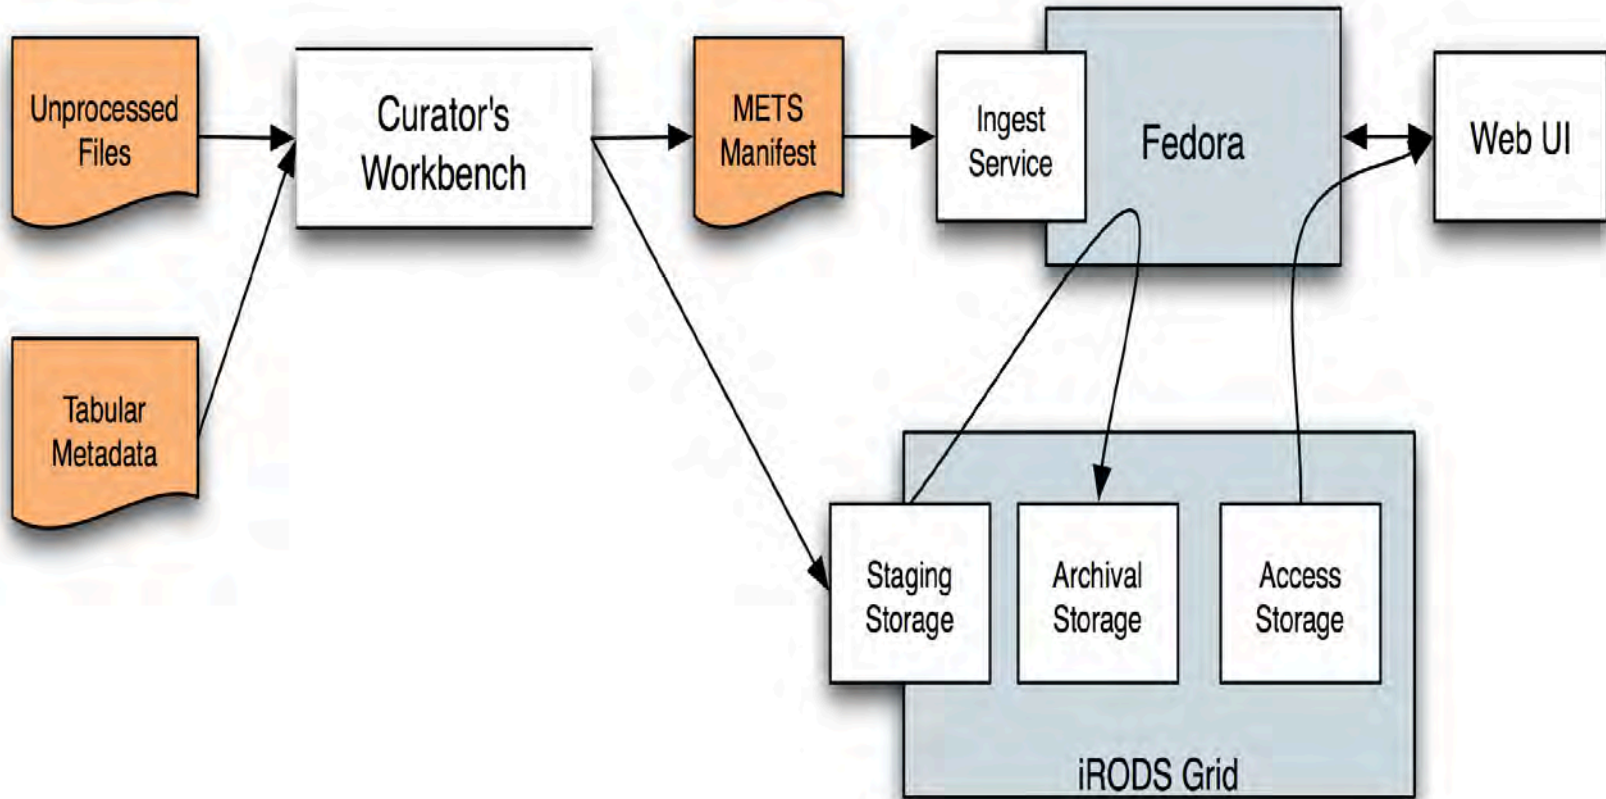 Unprocessed
Files
Curator's
Workbench
METS
Manifest
Ingest
Service
Fedora
Web UI
Tabular
Metadata
Staging
Storage
Archival
Storage
Access
Storage
iRODS Grid